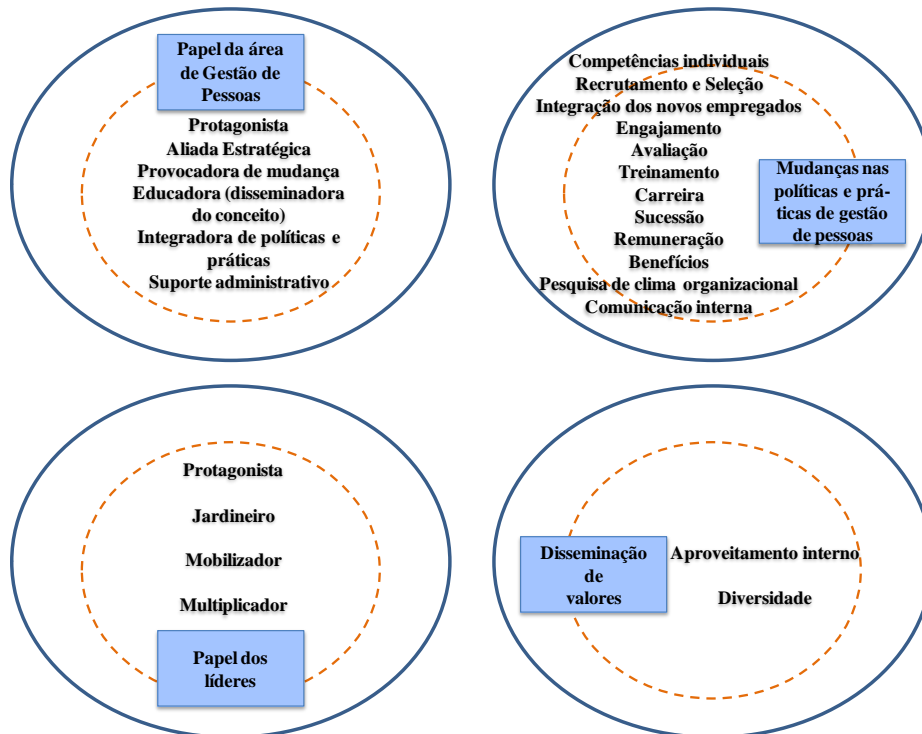 Papel da área
de Gestão de
Pessoas
Protagonista
Aliada Estratégica
Provocadora de mudança
Educadora (disseminadora
do conceito)
Integradora de políticas e
práticas
Suporte administrativo
Competências individuais
Recrutamento e Seleção
Integração dos novos empregados
Engajamento
Avaliação
Treinamento
Carreira
Sucessão
Remuneração
Benefícios
Pesquisa de clima organizacional
Comunicação interna
Mudanças nas
políticas e prá-
ticas de gestão
de pessoas
Protagonista
Jardineiro
Mobilizador
Multiplicador
Papel dos
líderes
Disseminação
de
valores
Aproveitamento interno
Diversidade